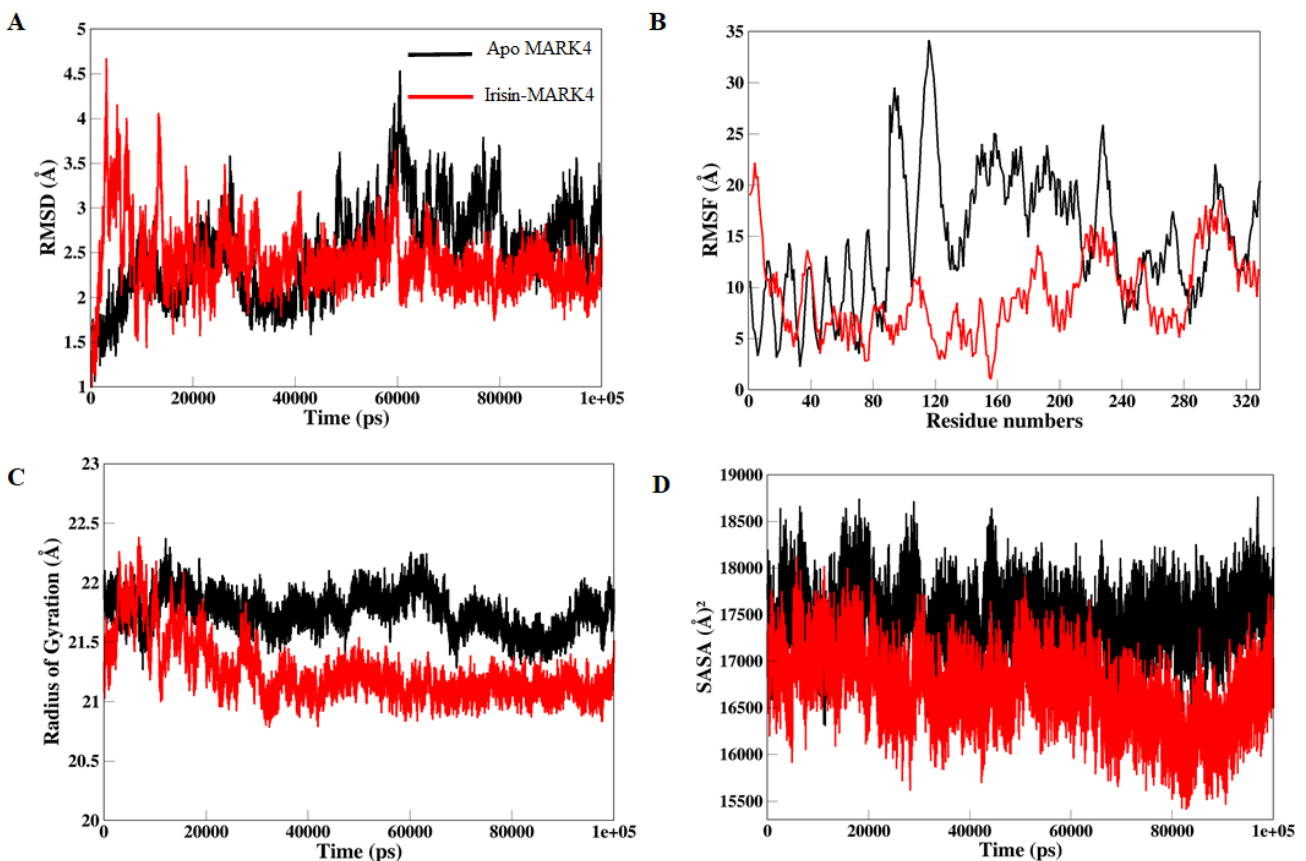 A
RMSD (Å)
5
4.5
4
3.5
3
2.5
2
1.5
1
Apo MARK4
Irisin-MARK4
0 20000 40000 60000 80000 1e+05
Time (ps)
B
RMSF (Å)
35
30
25
20
15
10
5
0
0 40 80 120 160 200 240 280 320
Residue numbers
C
Radius of Gyration (Å)
23
22.5
22
21.5
21
20.5
20
0 20000 40000 60000 80000 1e+05
Time (ps)
D
SASA (Å)²
19000
18500
18000
17500
17000
16500
16000
15500
0 20000 40000 60000 80000 1e+05
Time (ps)